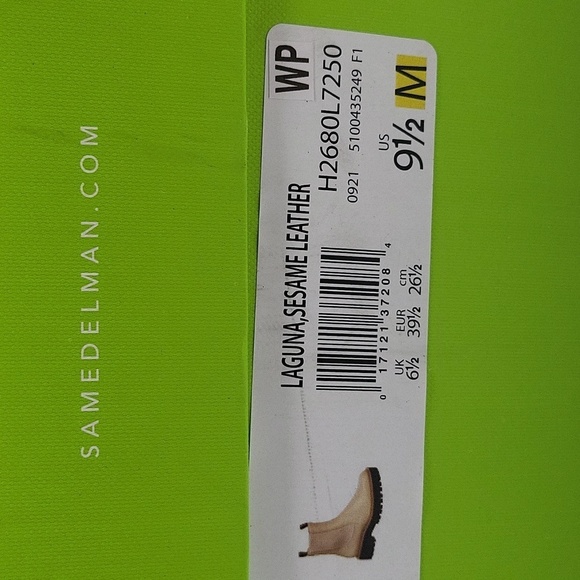 SAMEDELMAN.COM
WP
LAGUNA,SESAME LEATHER
H2680L7250
0921 5100435249 F1
0 17121 37208 4
US
9½ M
UK EUR cm
6½ 39½ 26½